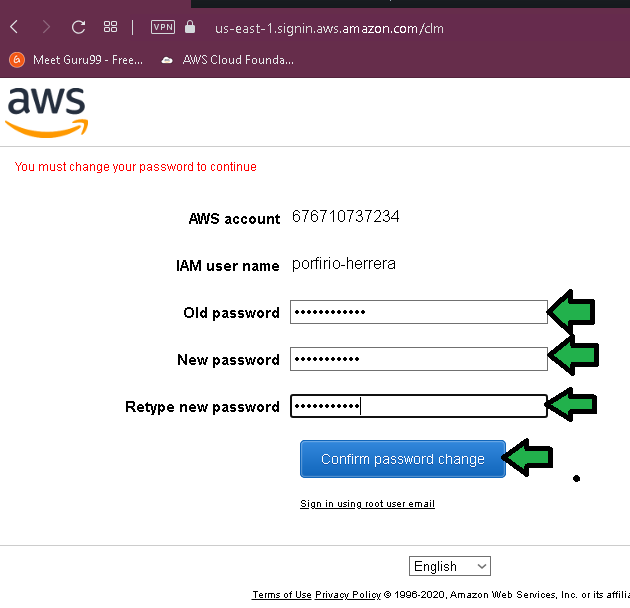 VPN us-east-1.signin.aws.amazon.com/clm
G Meet Guru99 - Free... AWS Cloud Founda...
aws
You must change your password to continue
AWS account 676710737234
IAM user name porfirio-herrera
Old password ••••••••••••
New password •••••••••••
Retype new password •••••••••••
Confirm password change
Sign in using root user email
English
Terms of Use Privacy Policy © 1996-2020, Amazon Web Services, Inc. or its affilia